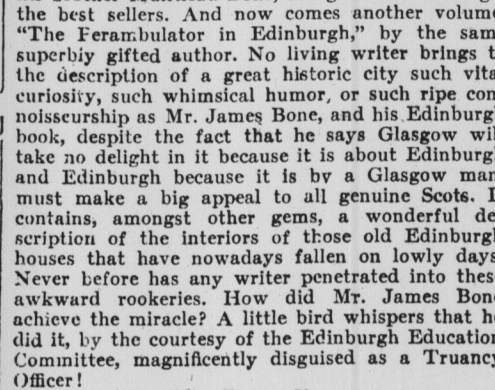 the best sellers. And now comes another volum
"The Ferambulator in Edinburgh," by the sam
superbiy gifted author. No living writer brings t
the description of a great historic city such vita
curiosity, such whimsical humor, or such ripe con
noisseurship as Mr. James Bone, and his Edinburg
book, despite the fact that he says Glasgow wil
take no delight in it because it is about Edinburg
and Edinburgh because it is by a Glasgow man
must make a big appeal to all genuine Scots. I
contains, amongst other gems, a wonderful de
scription of the interiors of those old Edinburgl
houses that have nowadays fallen on lowly days
Never before has any writer penetrated into thes
awkward rookeries. How did Mr. James Bon
achieve the miracle? A little bird whispers that h
did it, by the courtesy of the Edinburgh Education
Committee, magnificently disguised as a Truancy
Officer!